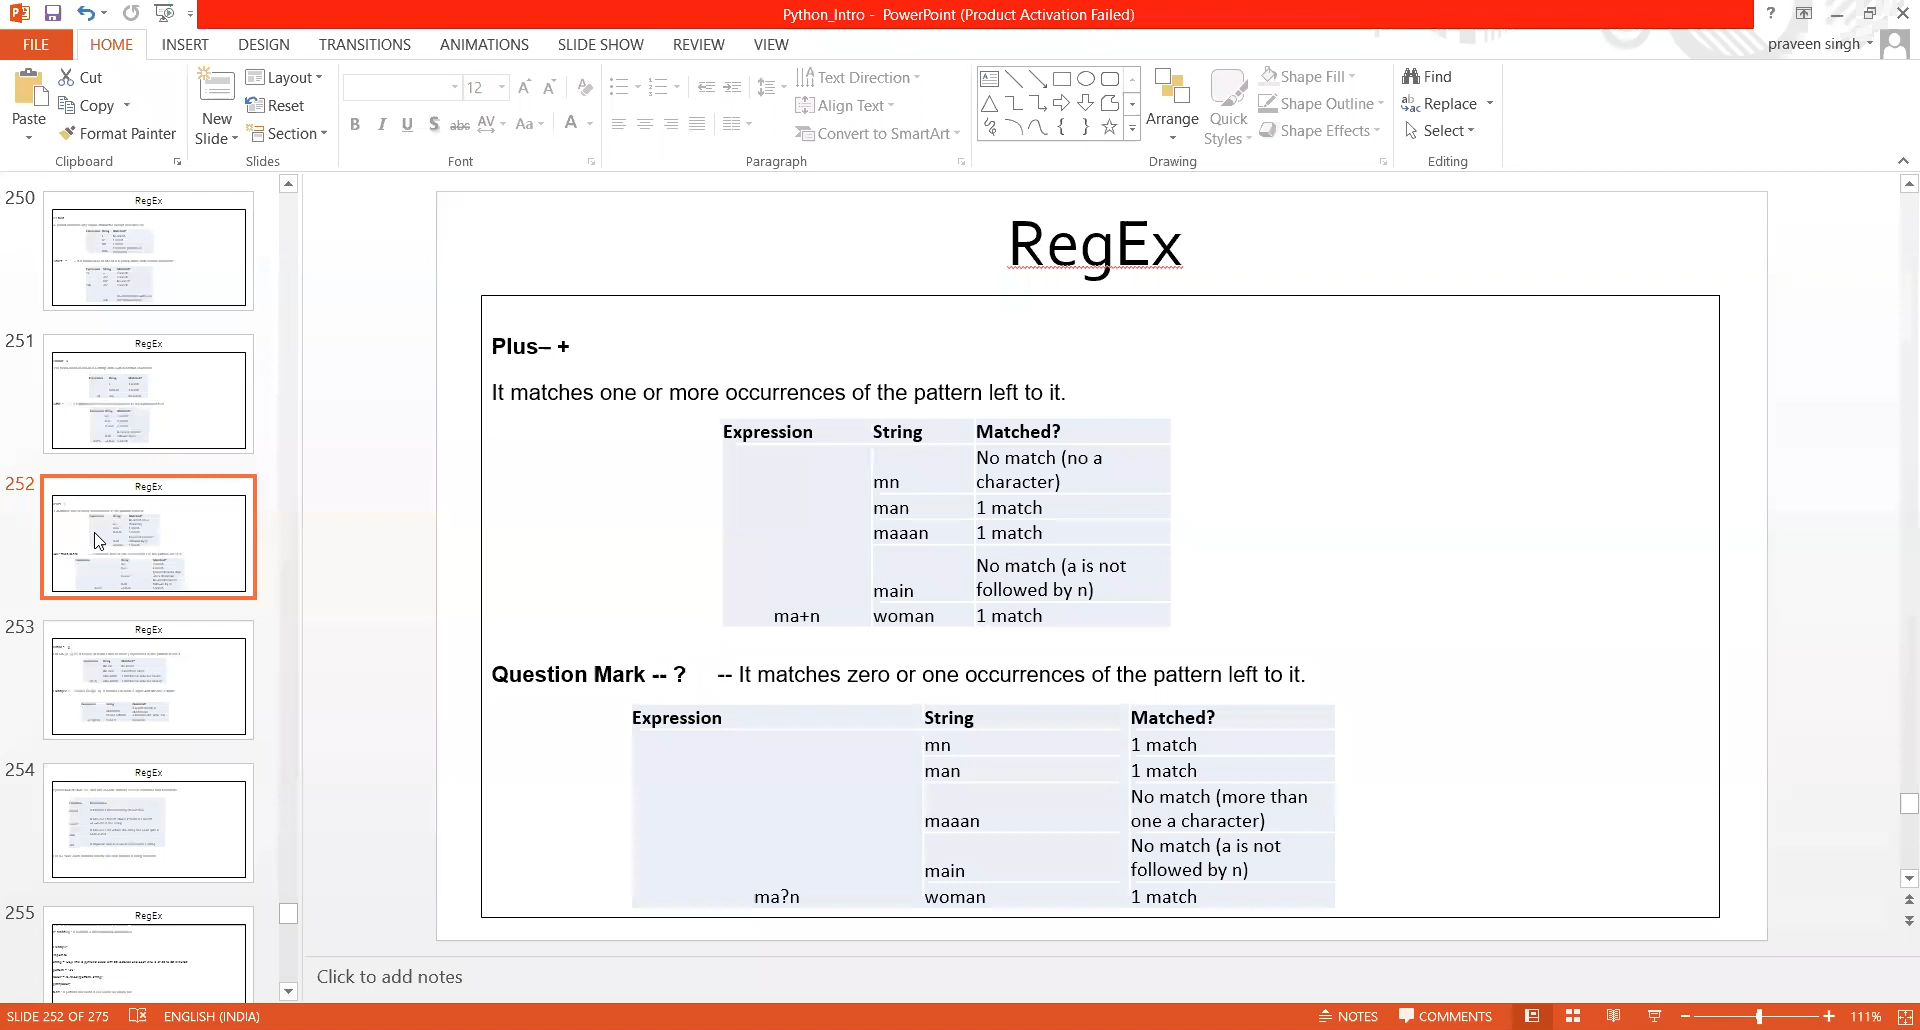 Python_Intro - PowerPoint (Product Activation Failed)
FILE HOME INSERT DESIGN TRANSITIONS ANIMATIONS SLIDE SHOW REVIEW VIEW
praveen singh
Paste
Cut
Copy
Format Painter
Clipboard
New
Slide
Layout
Reset
Section
Slides
12
B I U S abc AV Aa A
Font
Text Direction
Align Text
Convert to SmartArt
Paragraph
Arrange
Quick
Styles
Shape Fill
Shape Outline
Shape Effects
Drawing
Find
Replace
Select
Editing
250
RegEx
251
RegEx
252
RegEx
253
RegEx
254
RegEx
255
RegEx
RegEx
Plus– +
It matches one or more occurrences of the pattern left to it.
Expression String Matched?
No match (no a
mn character)
man 1 match
maaan 1 match
No match (a is not
main followed by n)
ma+n woman 1 match
Question Mark -- ? -- It matches zero or one occurrences of the pattern left to it.
Expression String Matched?
mn 1 match
man 1 match
No match (more than
maaan one a character)
No match (a is not
main followed by n)
ma?n woman 1 match
Click to add notes
SLIDE 252 OF 275 ENGLISH (INDIA) NOTES COMMENTS 111%